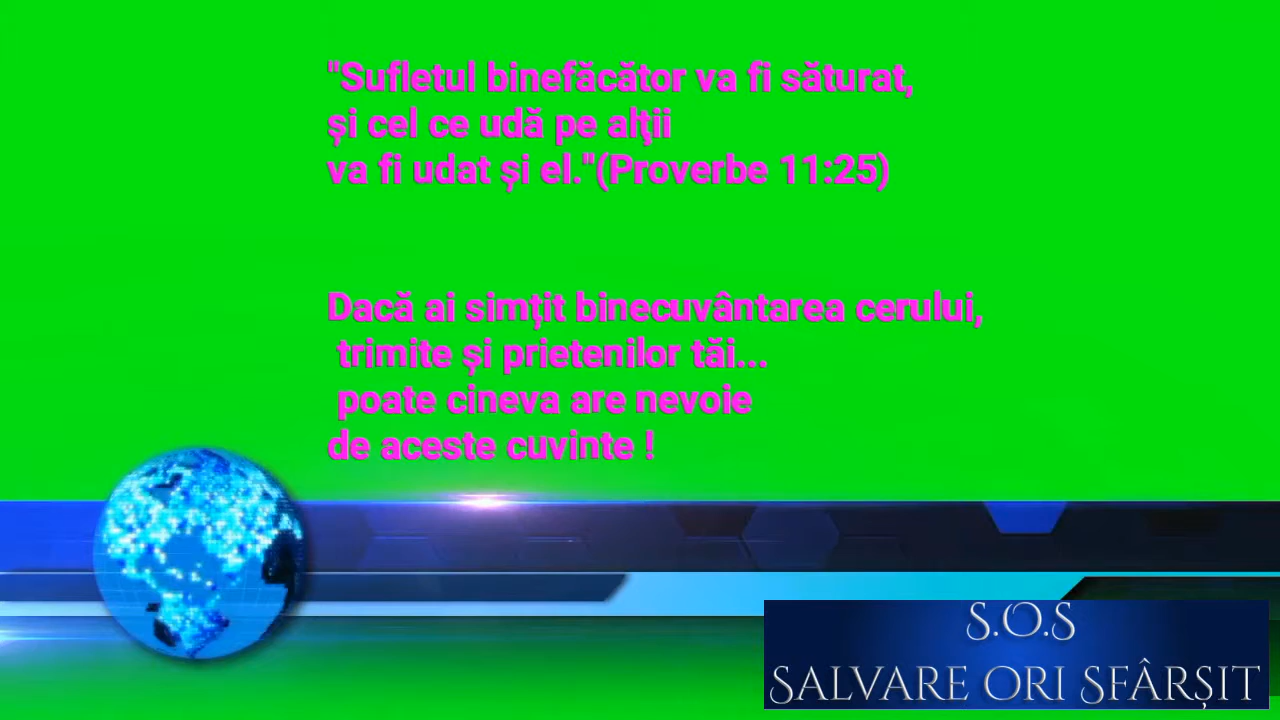 "Sufletul binefăcător va fi săturat,
și cel ce udă pe alţii
va fi udat și el."(Proverbe 11:25)
Dacă ai simțit binecuvântarea cerului,
trimite și prietenilor tăi...
poate cineva are nevoie
de aceste cuvinte !
S.O.S
SALVARE ORI SFÂRȘIT